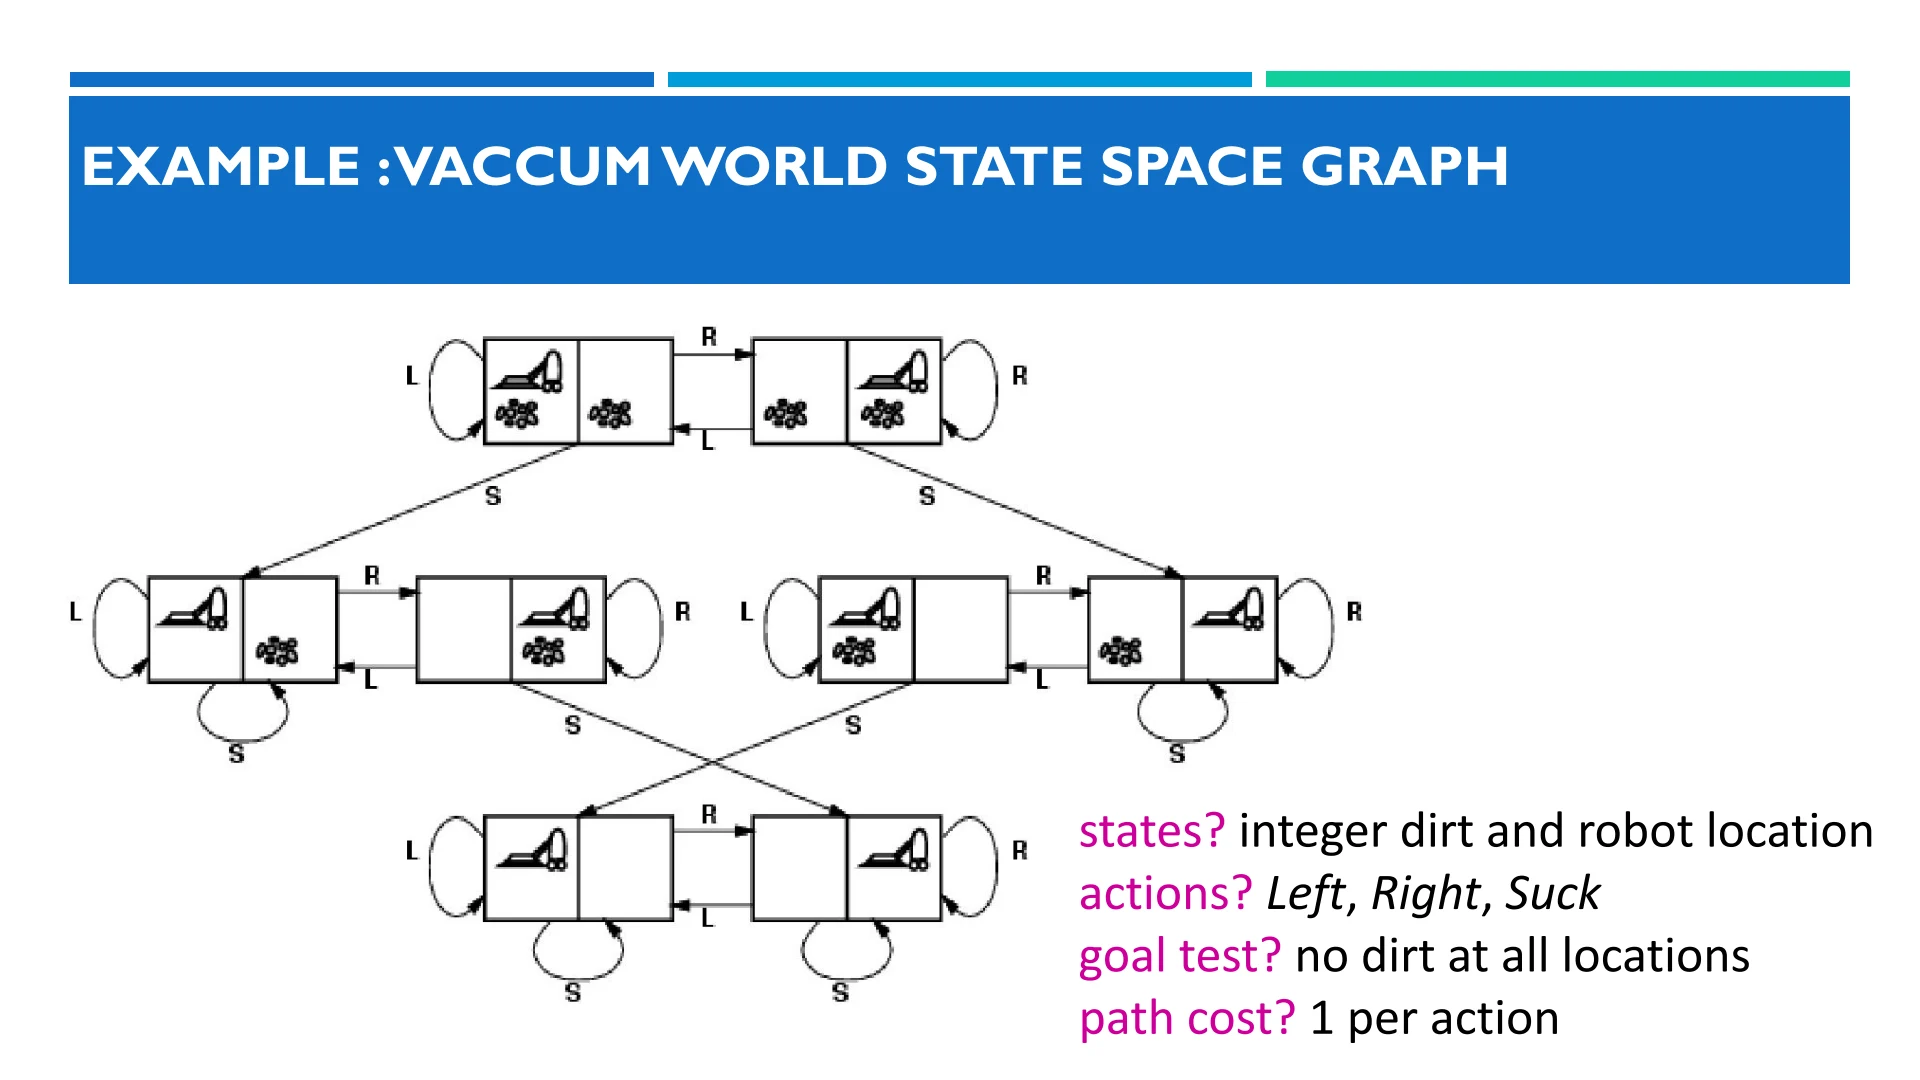 EXAMPLE : VACCUM WORLD STATE SPACE GRAPH
R
L
R
L
S
S
R
R
L
R
L
R
L
L
S
S
S
S
R
L
R
L
S
S
states? integer dirt and robot location
actions? Left, Right, Suck
goal test? no dirt at all locations
path cost? 1 per action